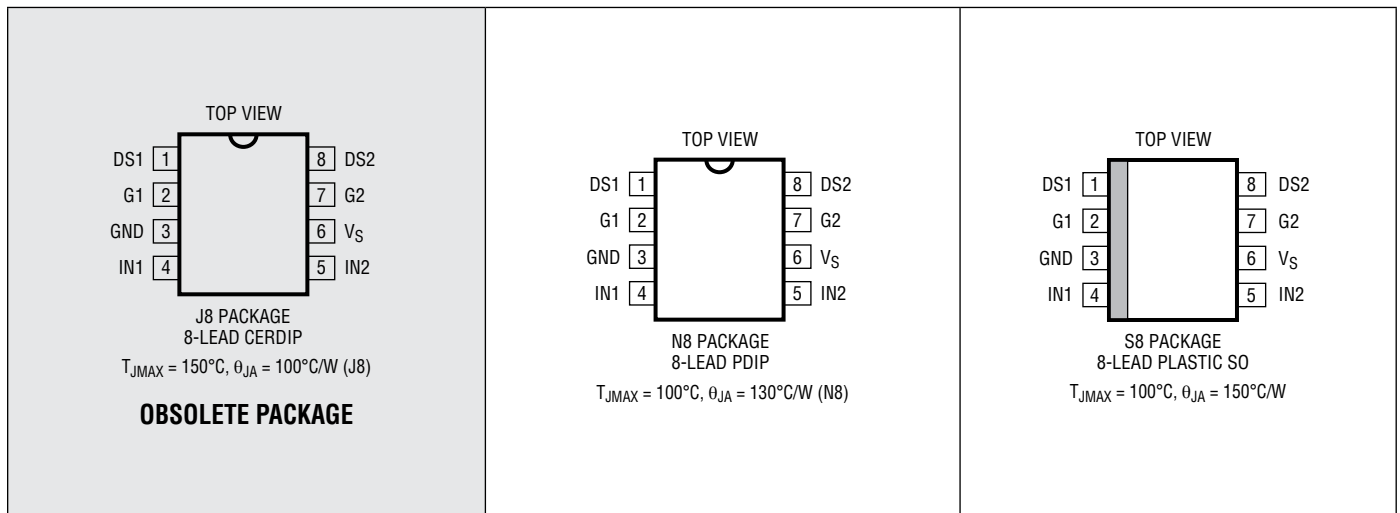 TOP VIEW
DS1 1 8 DS2
G1 2 7 G2
GND 3 6 VS
IN1 4 5 IN2
J8 PACKAGE
8-LEAD CERDIP
TJMAX = 150°C, θJA = 100°C/W (J8)
OBSOLETE PACKAGE
TOP VIEW
DS1 1 8 DS2
G1 2 7 G2
GND 3 6 VS
IN1 4 5 IN2
N8 PACKAGE
8-LEAD PDIP
TJMAX = 100°C, θJA = 130°C/W (N8)
TOP VIEW
DS1 1 8 DS2
G1 2 7 G2
GND 3 6 VS
IN1 4 5 IN2
S8 PACKAGE
8-LEAD PLASTIC SO
TJMAX = 100°C, θJA = 150°C/W